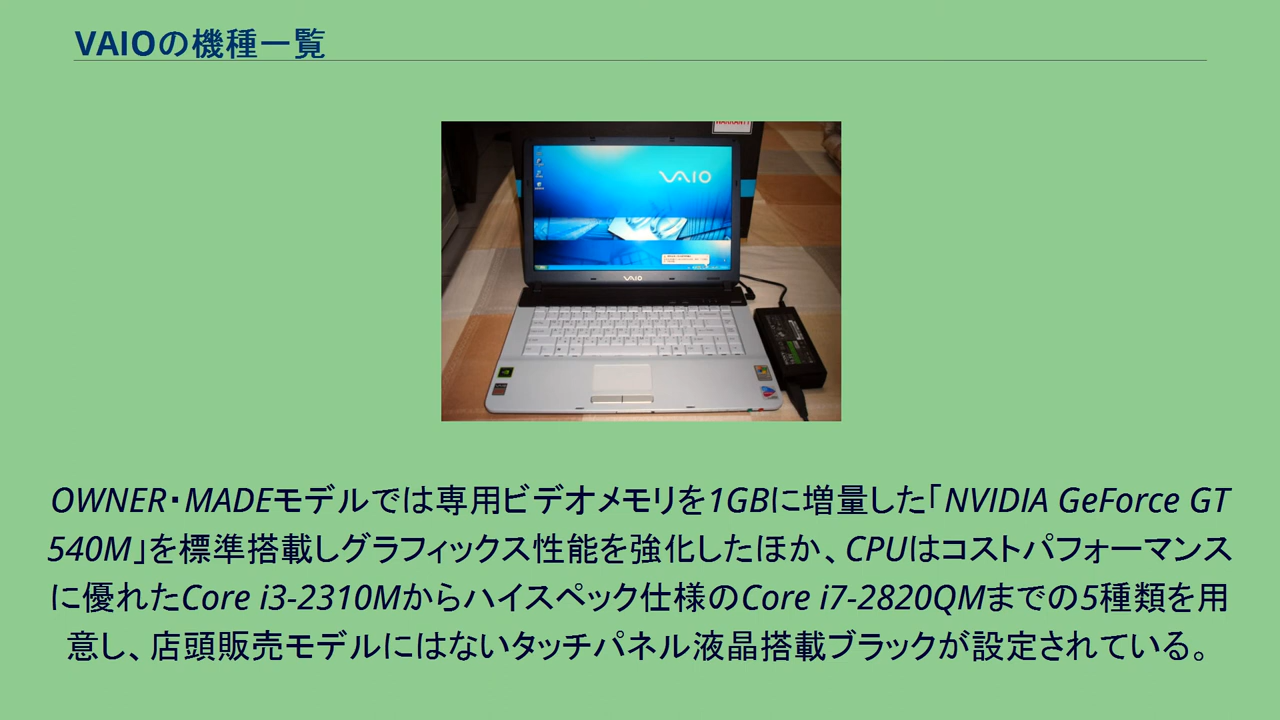 VAIOの機種一覧
VAIO
VAIO
OWNER・MADEモデルでは専用ビデオメモリを1GBに増量した「NVIDIA GeForce GT
540M」を標準搭載しグラフィックス性能を強化したほか、CPUはコストパフォーマンス
に優れたCore i3-2310Mからハイスペック仕様のCore i7-2820QMまでの5種類を用
意し、店頭販売モデルにはないタッチパネル液晶搭載ブラックが設定されている。